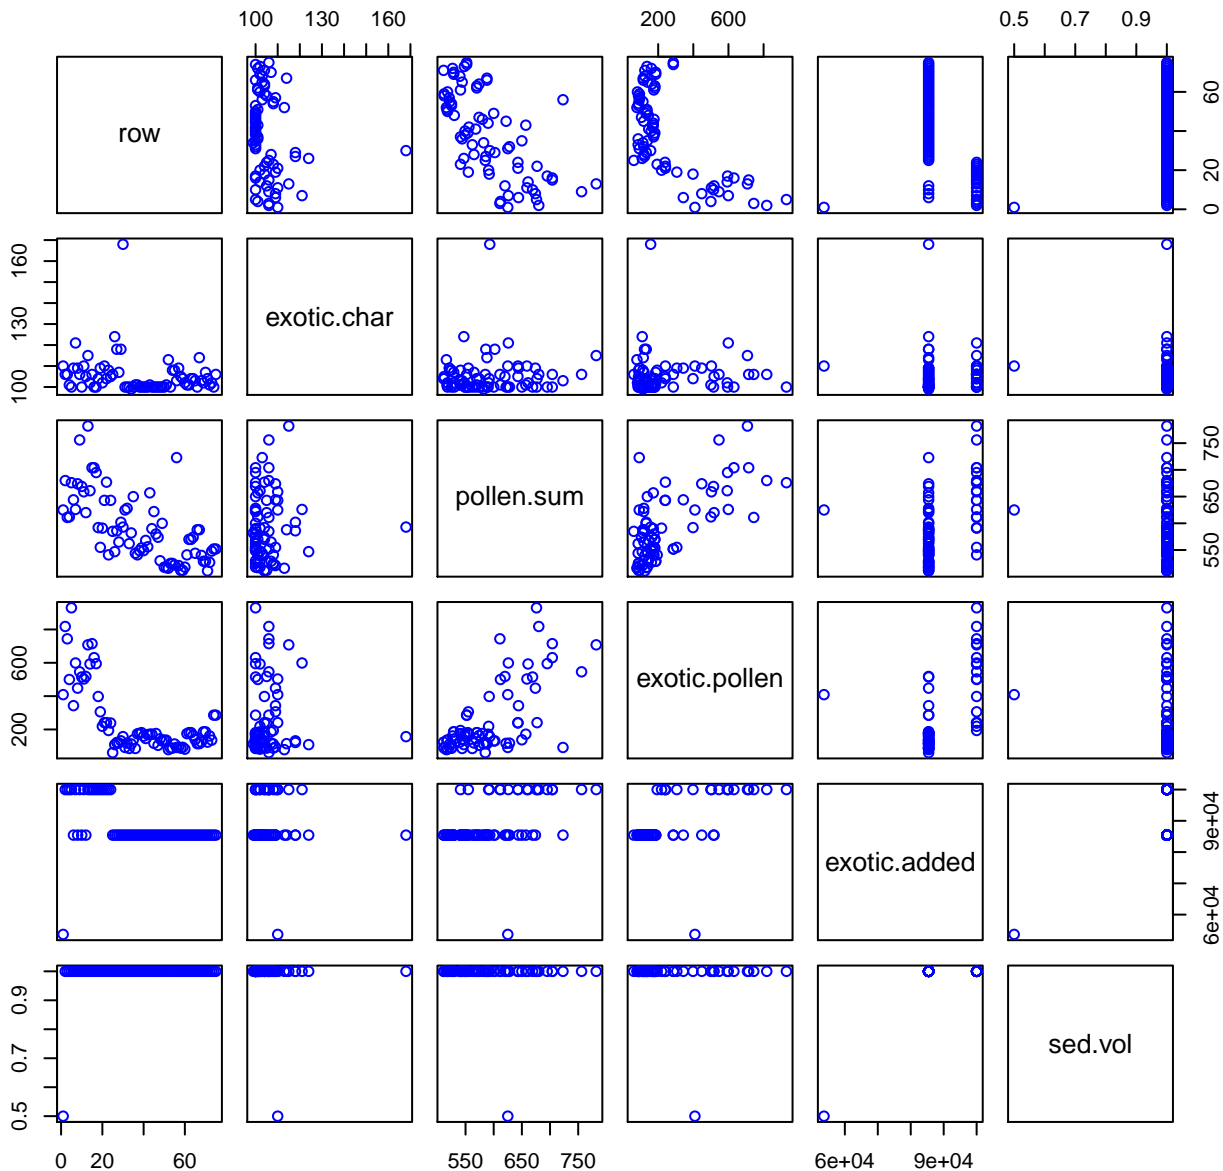 100 130 160 200 600 0.5 0.7 0.9
row 0 20 60
100 130 160 exotic.char
pollen.sum 550 650 750
200 600 exotic.pollen
exotic.added 6e+04 9e+04
0.5 0.7 0.9 sed.vol
0 20 60 550 650 750 6e+04 9e+04